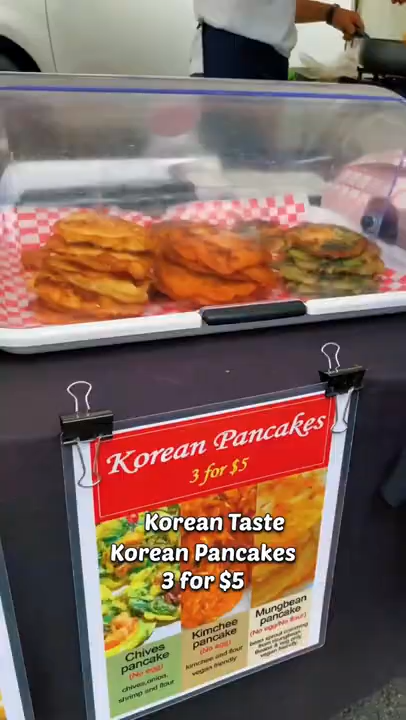 Korean Pancakes
3 for $5
Korean Taste
Korean Pancakes
3 for $5
Chives
pancake
(No egg)
chives,onion,
shrimp and flour
Kimchee
pancake
(No egg)
kimchee and flour
vegan friendly
Mungbean
pancake
(No egg/No flour)
bean sprout
vegan friendly